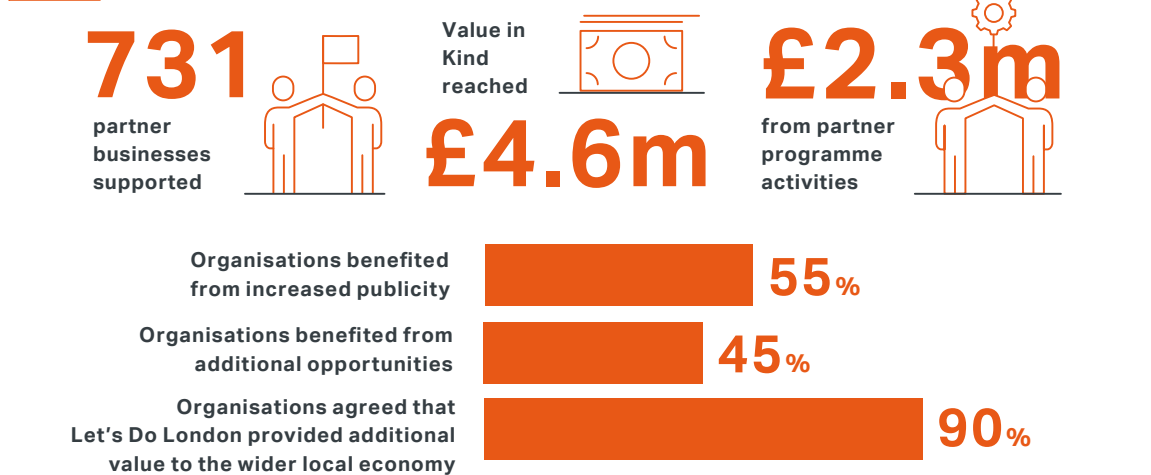 731
partner
businesses
supported
Value in
Kind
reached
£4.6m
£2.3m
from partner
programme
activities
Organisations benefited
from increased publicity
55%
Organisations benefited from
additional opportunities
45%
Organisations agreed that
Let's Do London provided additional
value to the wider local economy
90%